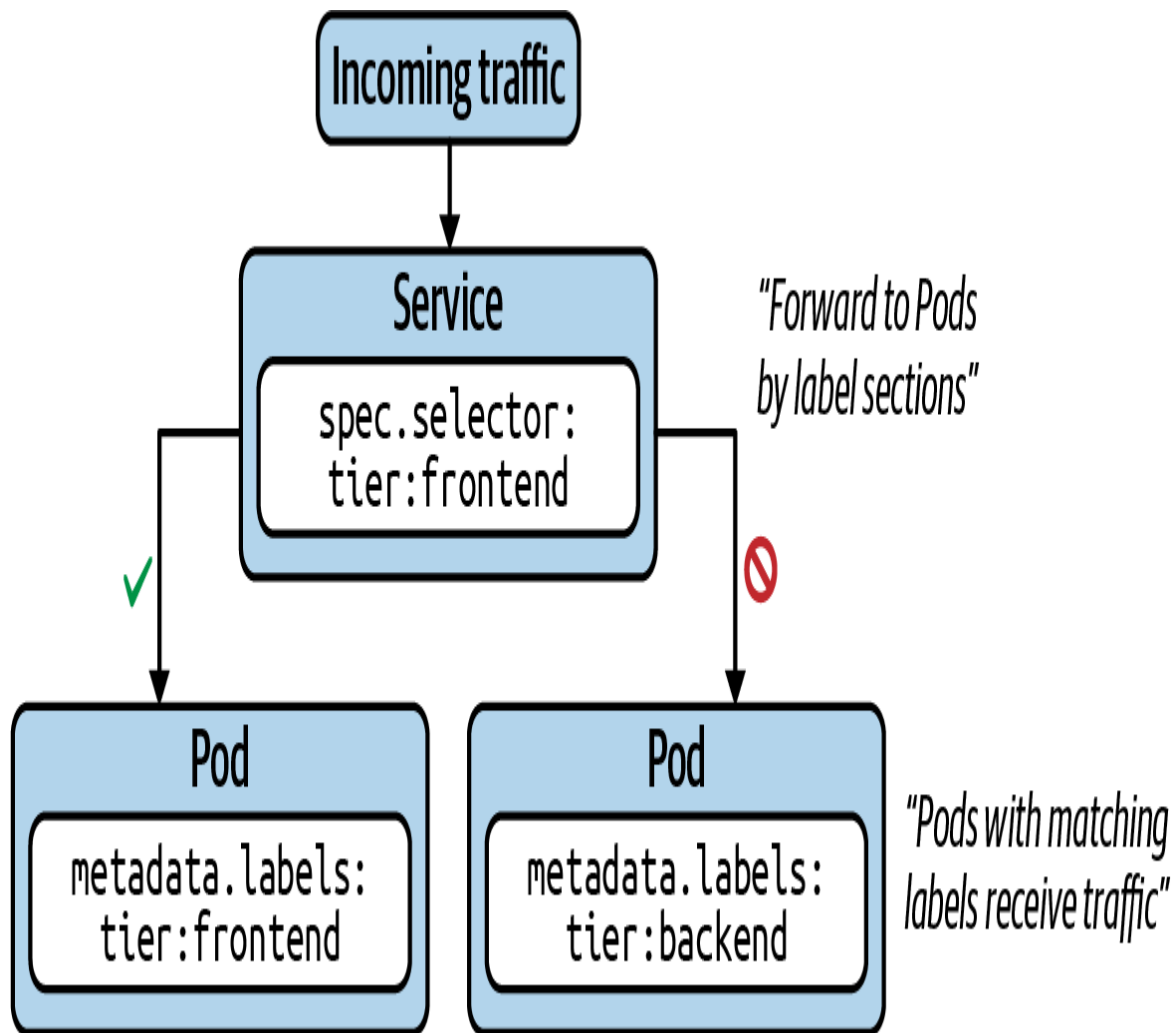 Incoming traffic
Service
spec.selector:
tier:frontend
“Forward to Pods
by label sections”
Pod
metadata.labels:
tier:frontend
Pod
metadata.labels:
tier:backend
“Pods with matching
labels receive traffic”